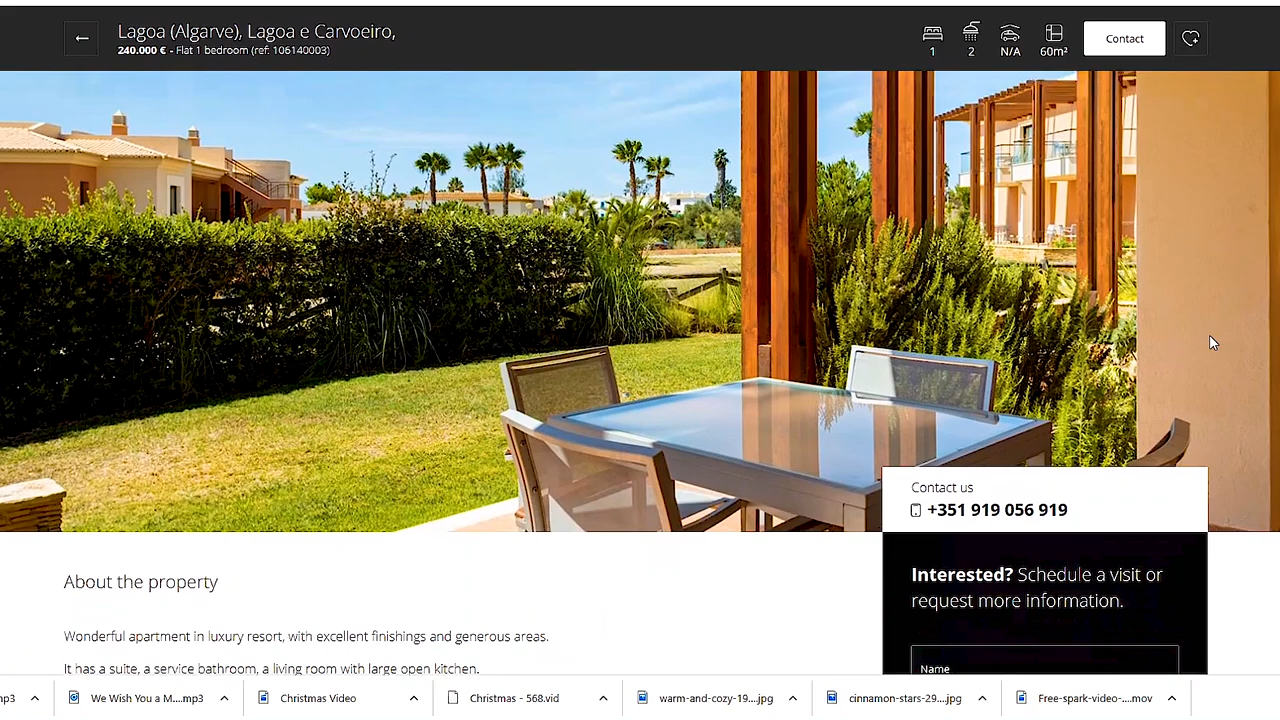 Lagoa (Algarve), Lagoa e Carvoeiro,
240.000 € - Flat 1 bedroom (ref: 106140003)
1 2 N/A 60m²
Contact
Contact us
+351 919 056 919
About the property
Interested? Schedule a visit or
request more information.
Wonderful apartment in luxury resort, with excellent finishings and generous areas.
It has a suite, a service bathroom, a living room with large open kitchen.
Name
mp3 We Wish You a M....mp3 Christmas Video Christmas - 568.vid warm-and-cozy-19....jpg cinnamon-stars-29....jpg Free-spark-video-....mov